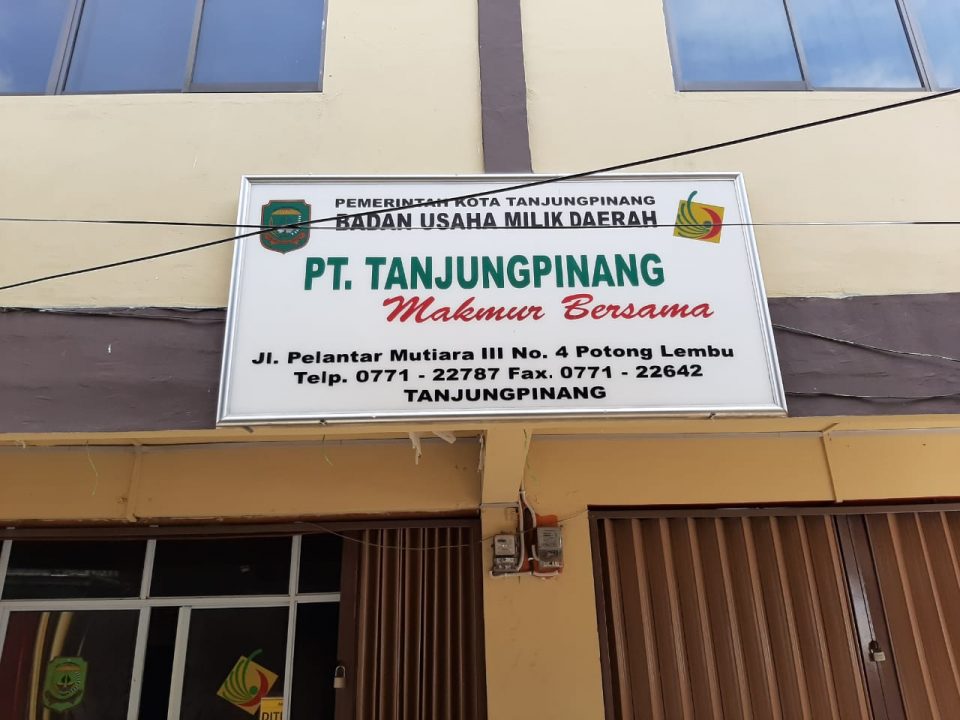 PEMERINTAH KOTA TANJUNGPINANG
BADAN USAHA MILIK DAERAH
PT. TANJUNGPINANG
Makmur Bersama
Jl. Pelantar Mutiara III No. 4 Potong Lembu
Telp. 0771 - 22787 Fax. 0771 - 22642
TANJUNGPINANG